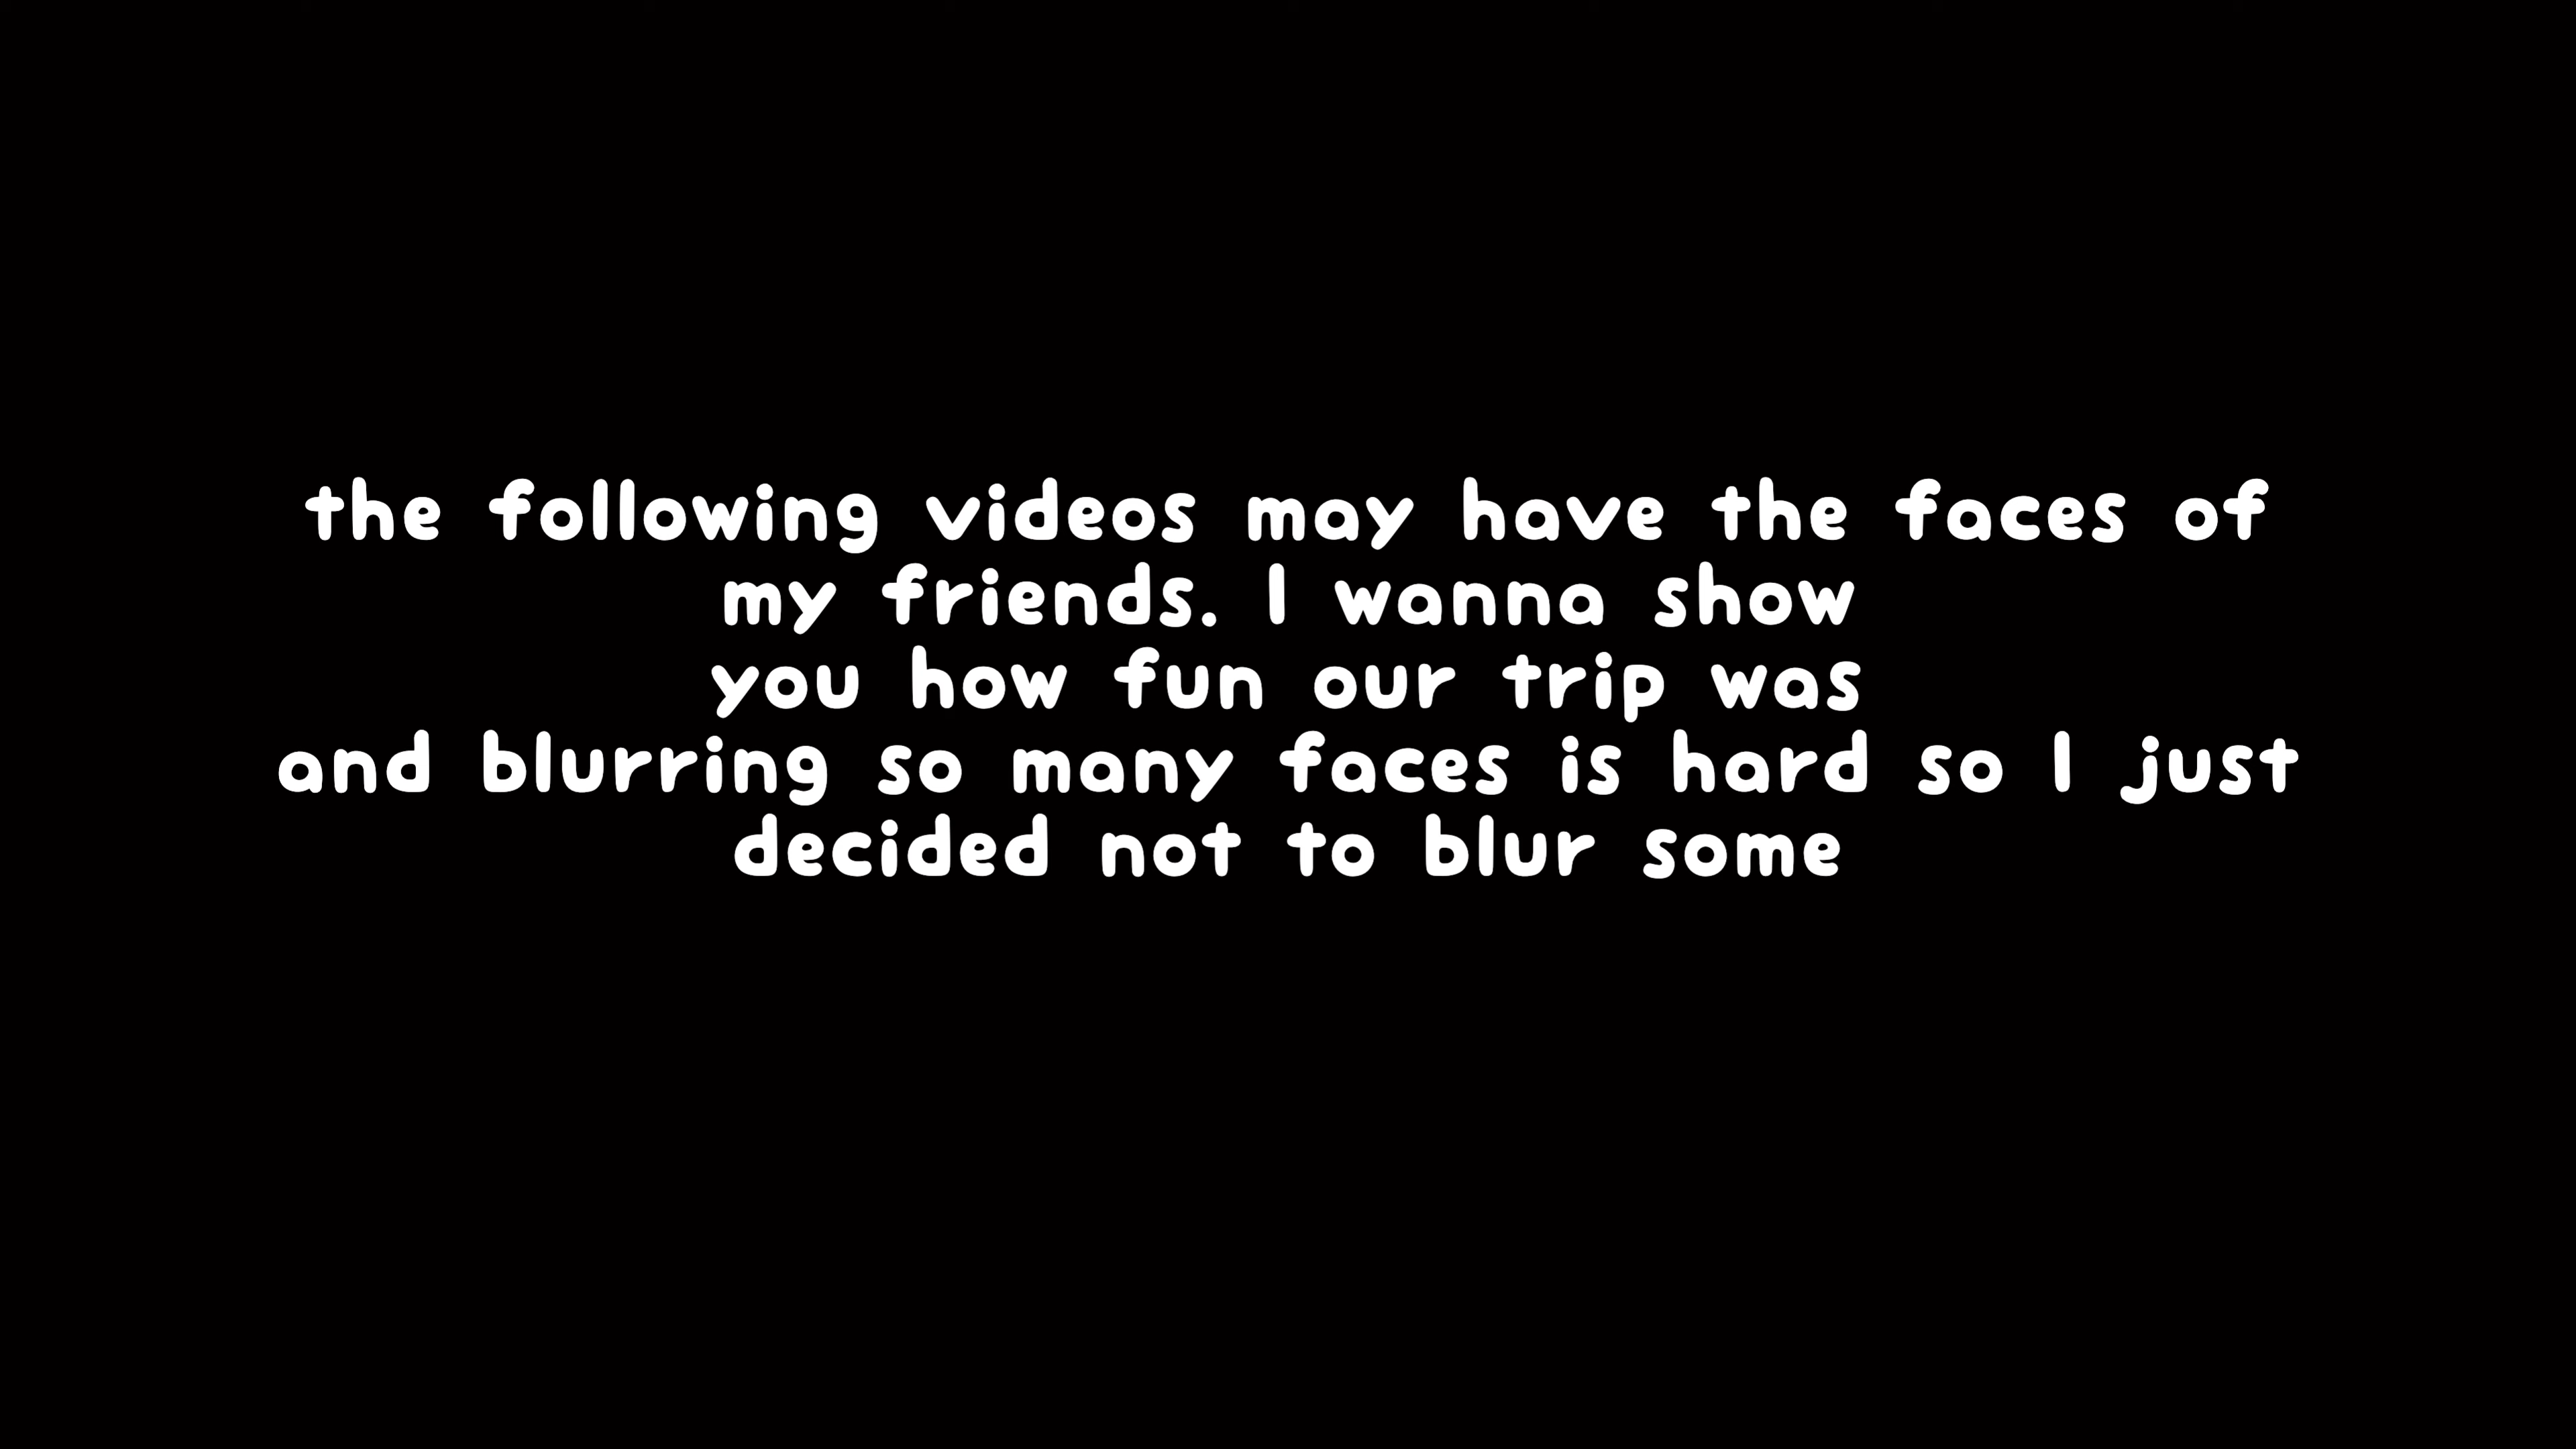 the following videos may have the faces of
my friends. I wanna show
you how fun our trip was
and blurring so many faces is hard so I just
decided not to blur some